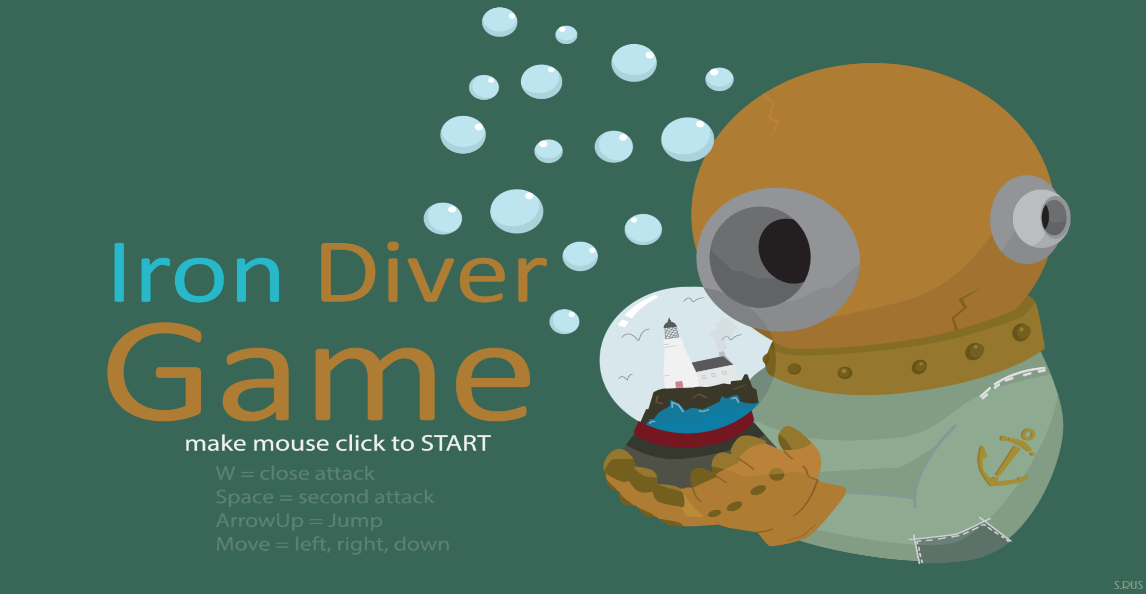 Iron Diver
Game
make mouse click to START
W = close attack
Space = second attack
ArrowUp = Jump
Move = left, right, down
S.RUS